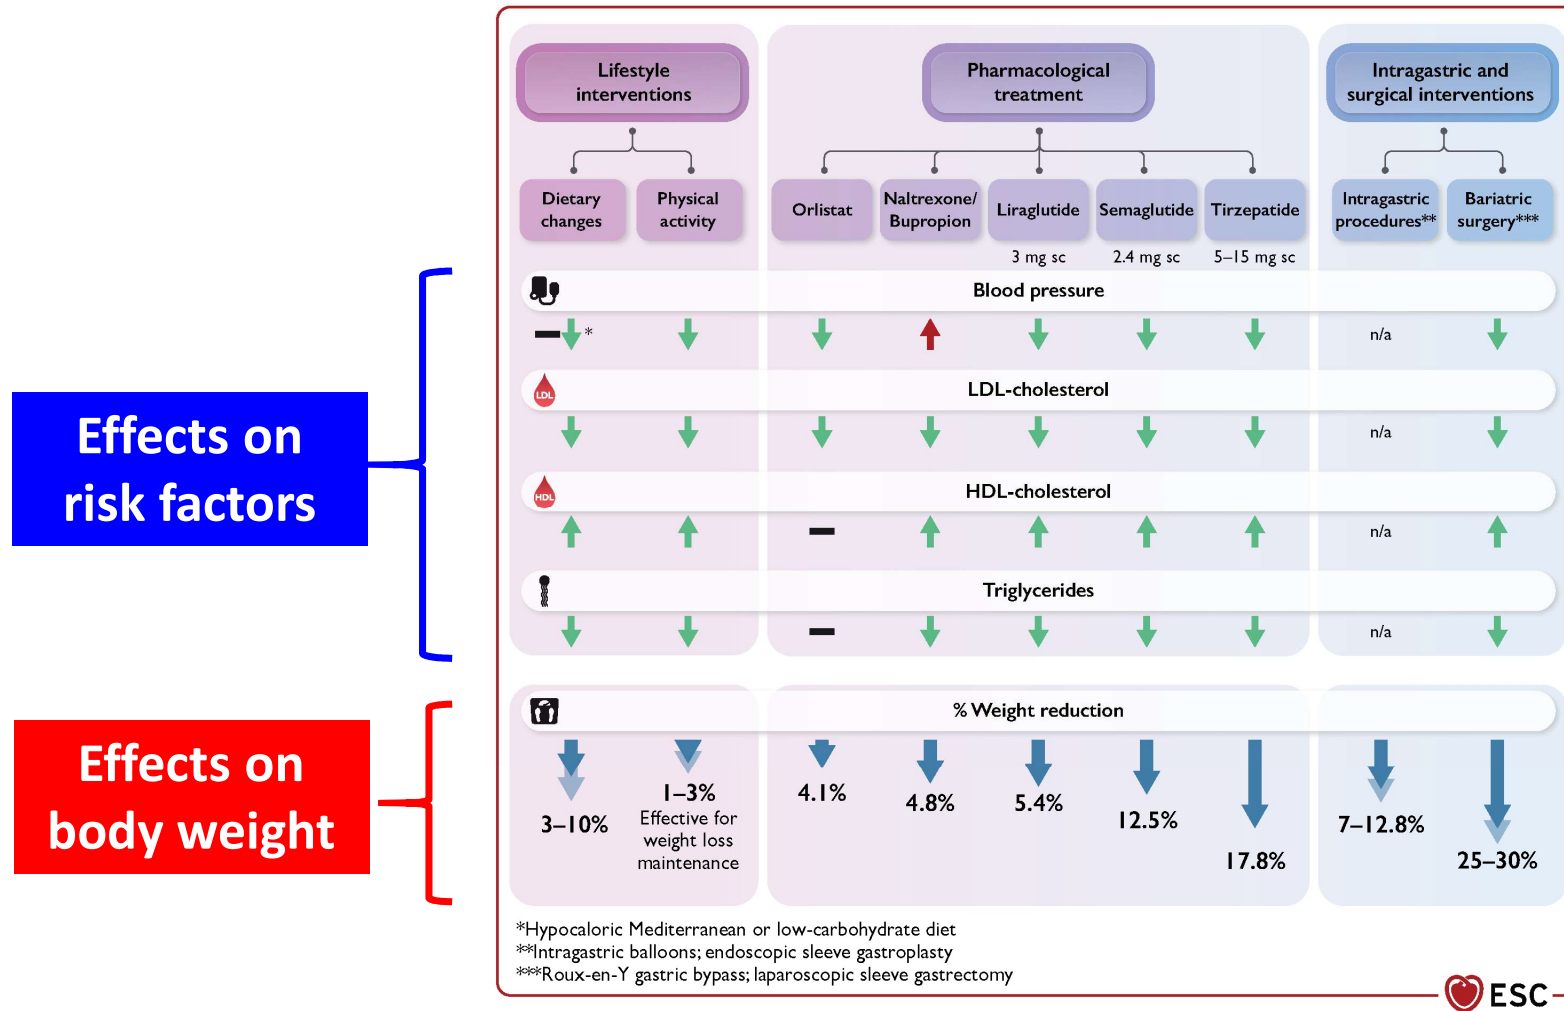 Lifestyle
interventions
Pharmacological
treatment
Intragastric and
surgical interventions
Dietary
changes
Physical
activity
Orlistat
Naltrexone/
Bupropion
Liraglutide
Semaglutide
Tirzepatide
Intragastric
procedures**
Bariatric
surgery***
3 mg sc
2.4 mg sc
5–15 mg sc
Blood pressure
*
n/a
LDL
LDL-cholesterol
n/a
HDL
HDL-cholesterol
n/a
Triglycerides
n/a
Effects on
risk factors
% Weight reduction
3–10%
1–3%
Effective for
weight loss
maintenance
4.1%
4.8%
5.4%
12.5%
17.8%
7–12.8%
25–30%
Effects on
body weight
*Hypocaloric Mediterranean or low-carbohydrate diet
**Intragastric balloons; endoscopic sleeve gastroplasty
***Roux-en-Y gastric bypass; laparoscopic sleeve gastrectomy
ESC